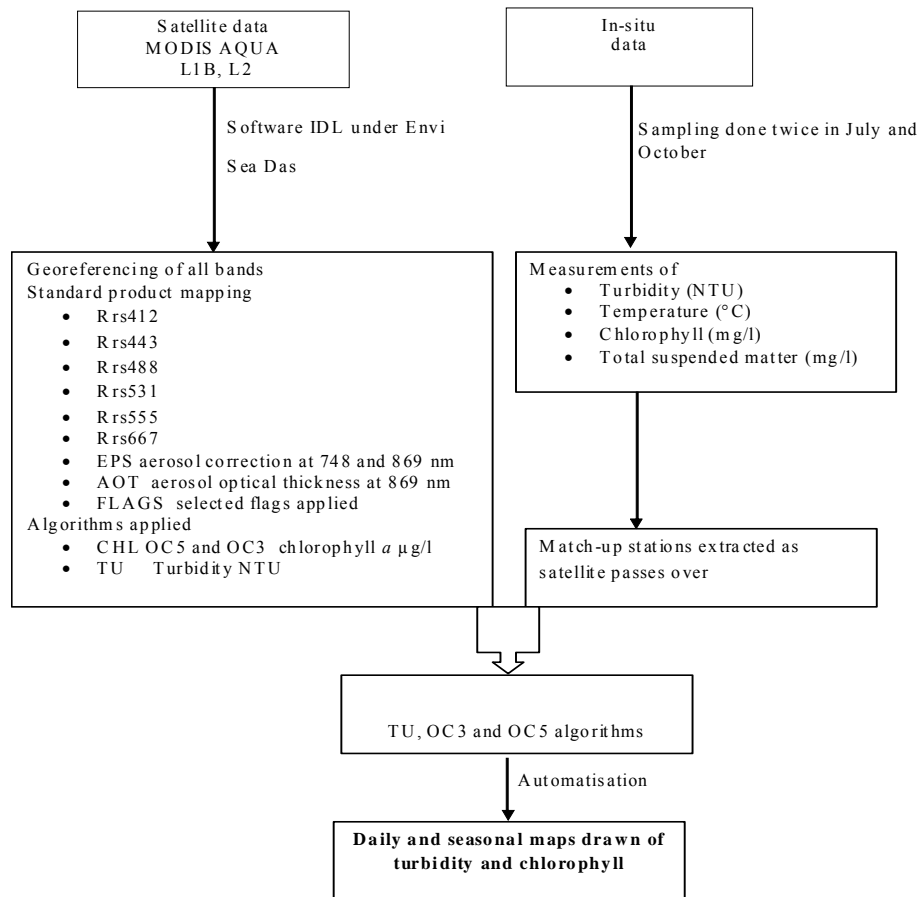 Satellite data
MODIS AQUA
L1B, L2
Software IDL under Envi
Sea Das
Georeferencing of all bands
Standard product mapping
• Rrs412
• Rrs443
• Rrs488
• Rrs531
• Rrs555
• Rrs667
• EPS aerosol correction at 748 and 869 nm
• AOT aerosol optical thickness at 869 nm
• FLAGS selected flags applied
Algorithms applied
• CHL OC5 and OC3 chlorophyll a µg/l
• TU Turbidity NTU
In-situ
data
Sampling done twice in July and
October
Measurements of
• Turbidity (NTU)
• Temperature (°C)
• Chlorophyll (mg/l)
• Total suspended matter (mg/l)
Match-up stations extracted as
satellite passes over
TU, OC3 and OC5 algorithms
Automatisation
Daily and seasonal maps drawn of
turbidity and chlorophyll